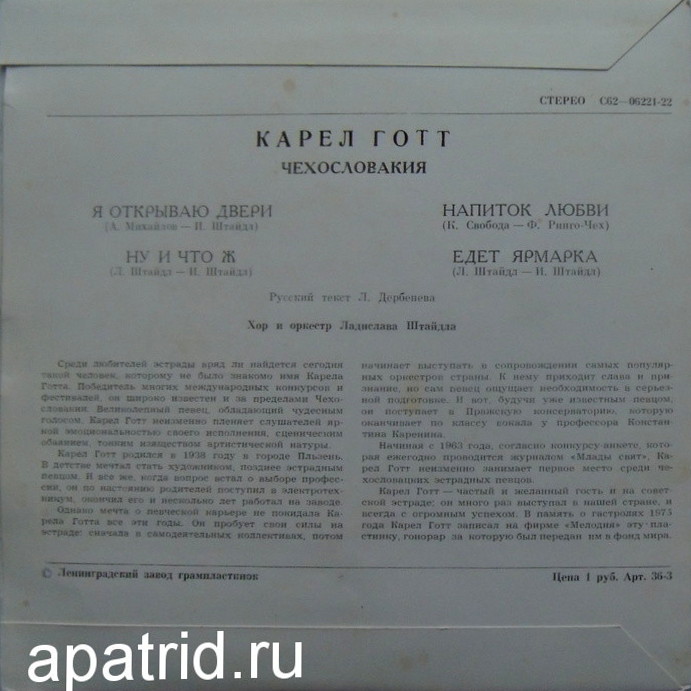 СТЕРЕО С62—06221-22
КАРЕЛ ГОТТ
ЧЕХОСЛОВАКИЯ
Я ОТКРЫВАЮ ДВЕРИ
(А. Михайлов — И. Штайдл)
НУ И ЧТО Ж
(Л. Штайдл — И. Штайдл)
НАПИТОК ЛЮБВИ
(К. Свобода — Ф. Ринго-Чех)
ЕДЕТ ЯРМАРКА
(Л. Штайдл — И. Штайдл)
Русский текст Л. Дербенева
Хор и оркестр Ладислава Штайдла
Среди любителей эстрады вряд ли найдется сегодня
такой человек, которому не было знакомо имя Карела
Готта. Победитель многих международных конкурсов и
фестивалей, он широко известен и за пределами Чехо-
словакии. Великолепный певец, обладающий чудесным
голосом, Карел Готт неизменно пленяет слушателей яр-
кой эмоциональностью своего исполнения, сценическим
обаянием, тонким изяществом артистической натуры.
Карел Готт родился в 1938 году в городе Пльзень.
В детстве мечтал стать художником, позднее эстрадным
певцом. И все же, когда вопрос встал о выборе профес-
сии, он по настоянию родителей поступил в электротех-
никум, окончил его и несколько лет работал на заводе.
Однако мечта о певческой карьере не покидала Ка-
рела Готта все эти годы. Он пробует свои силы на
эстраде: сначала в самодеятельных коллективах, потом
начинает выступать в сопровождении самых популяр-
ных оркестров страны. К нему приходит слава и при-
знание, но сам певец ощущает необходимость в серьез-
ной подготовке. И вот, будучи уже известным певцом,
он поступает в Пражскую консерваторию, которую
оканчивает по классу вокала у профессора Констан-
тина Каренина.
Начиная с 1963 года, согласно конкурсу-анкете, кото-
рая ежегодно проводится журналом «Млады свят», Ка-
рел Готт неизменно занимает первое место среди че-
хословацких эстрадных певцов.
Карел Готт — частый и желанный гость и на совет-
ской эстраде; он много раз выступал в нашей стране, и
всегда с огромным успехом. В память о гастролях 1975
года Карел Готт записал на фирме «Мелодия» эту пла-
стинку, гонорар за которую был передан им в фонд мира.
© Ленинградский завод грампластинок
Цена 1 руб. Арт. 36-3
apatrid.ru